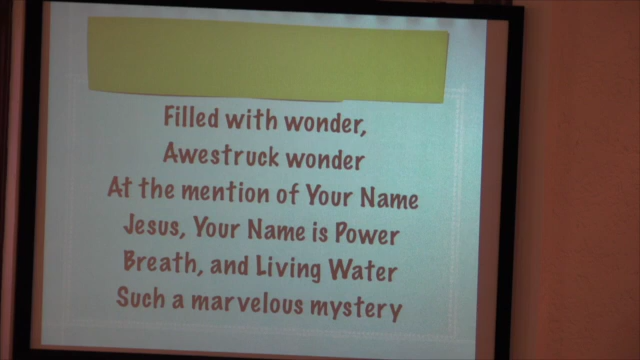 Filled with wonder,
Awestruck wonder
At the mention of Your Name
Jesus, Your Name is Power
Breath, and Living Water
Such a marvelous mystery